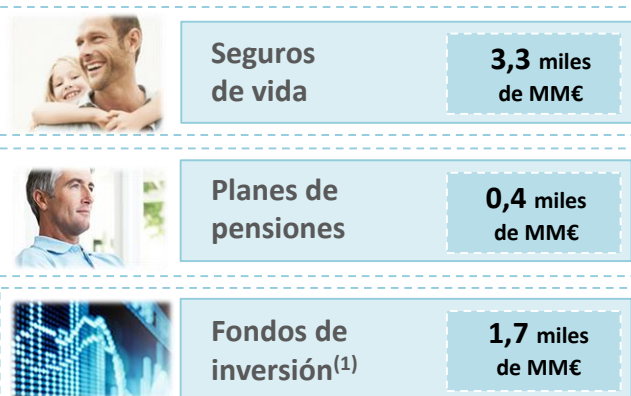 Seguros
de vida
3,3 miles
de MM€
Planes de
pensiones
0,4 miles
de MM€
Fondos de
inversión(1)
1,7 miles
de MM€